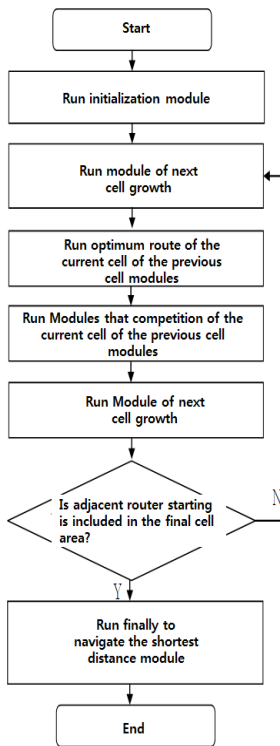 Start
Run initialization module
Run module of next
cell growth
Run optimum route of the
current cell of the previous
cell modules
Run Modules that competition of the
current cell of the previous cell
modules
Run Module of next
cell growth
Is adjacent router starting
is included in the final cell
area?
N
Y
Run finally to
navigate the shortest
distance module
End